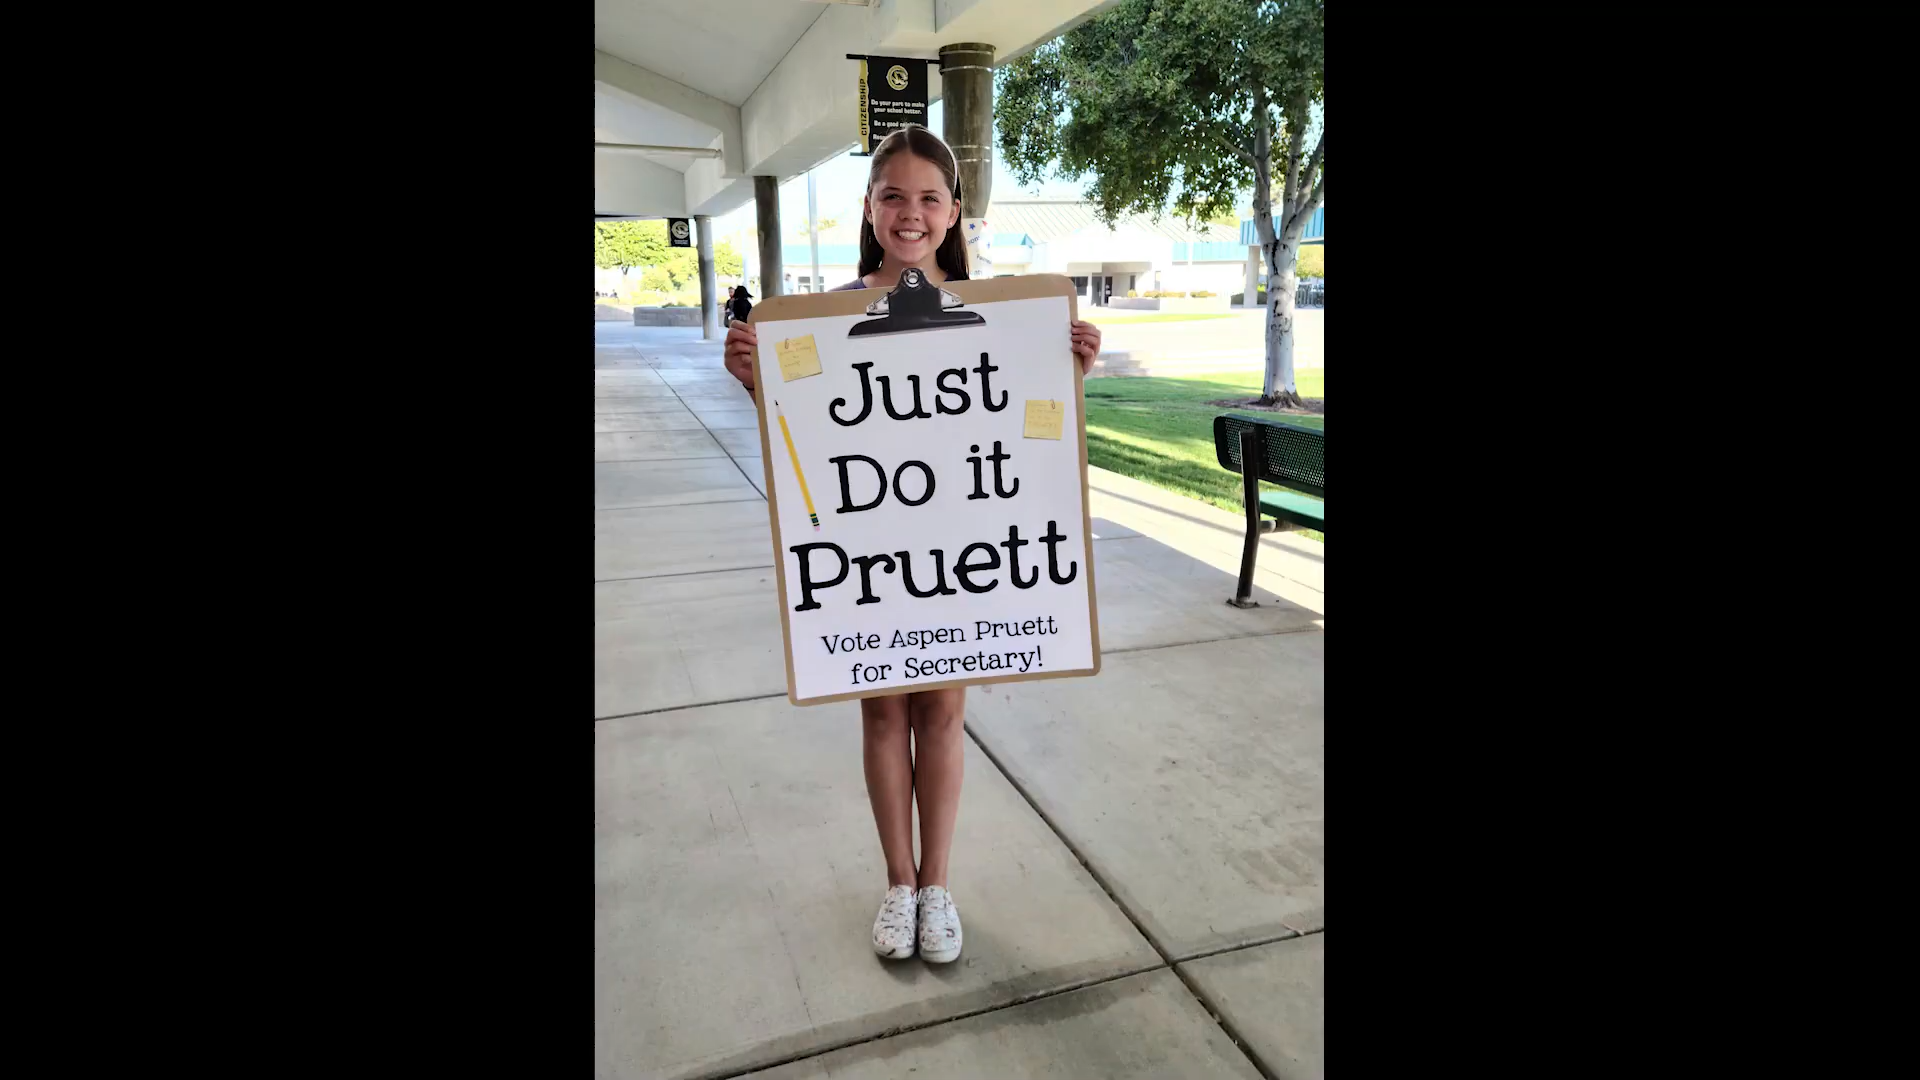 CITIZENSHIP
Do your part to make
your school better.
Be a good
Just
Do it
Pruett
Vote Aspen Pruett
for Secretary!